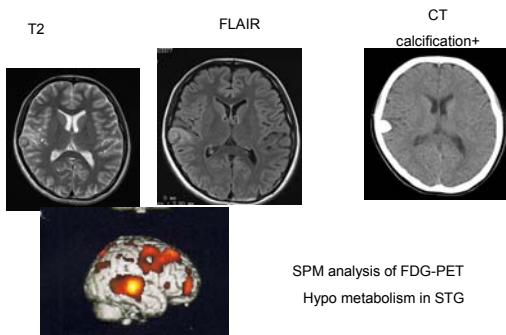 T2
FLAIR
CT
calcification+
SPM analysis of FDG-PET
Hypo metabolism in STG